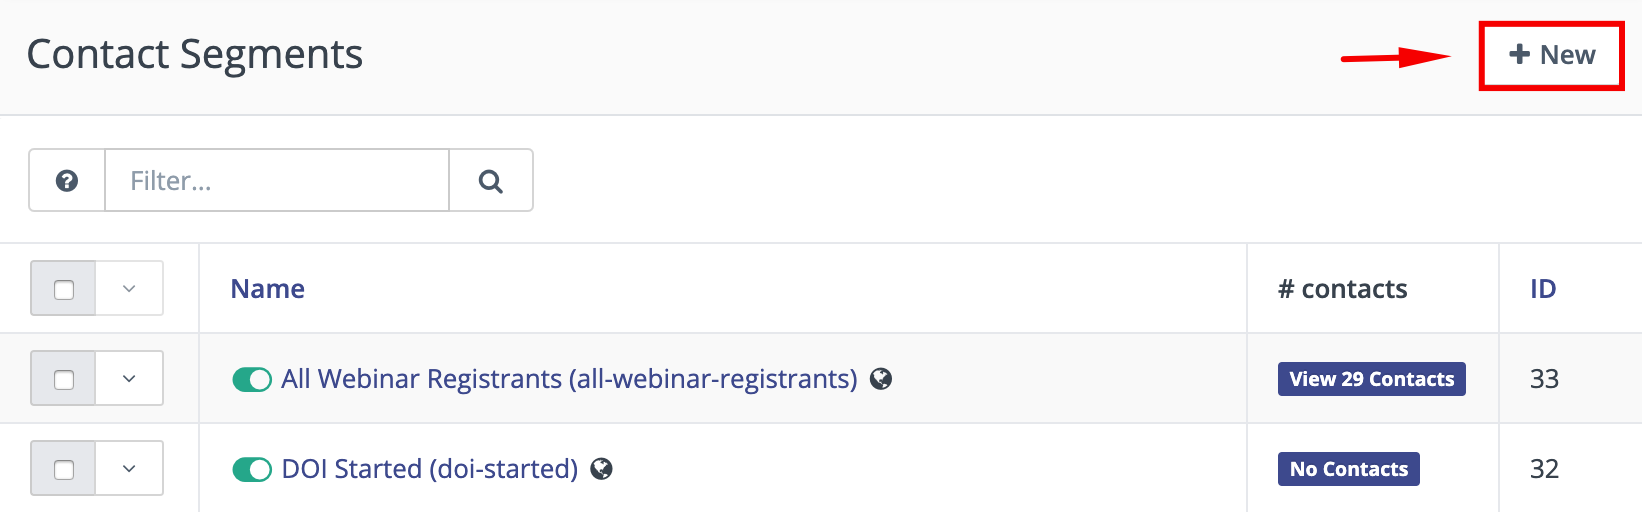 Contact Segments
+ New
Filter...
Name # contacts ID
All Webinar Registrants (all-webinar-registrants) View 29 Contacts 33
DOI Started (doi-started) No Contacts 32